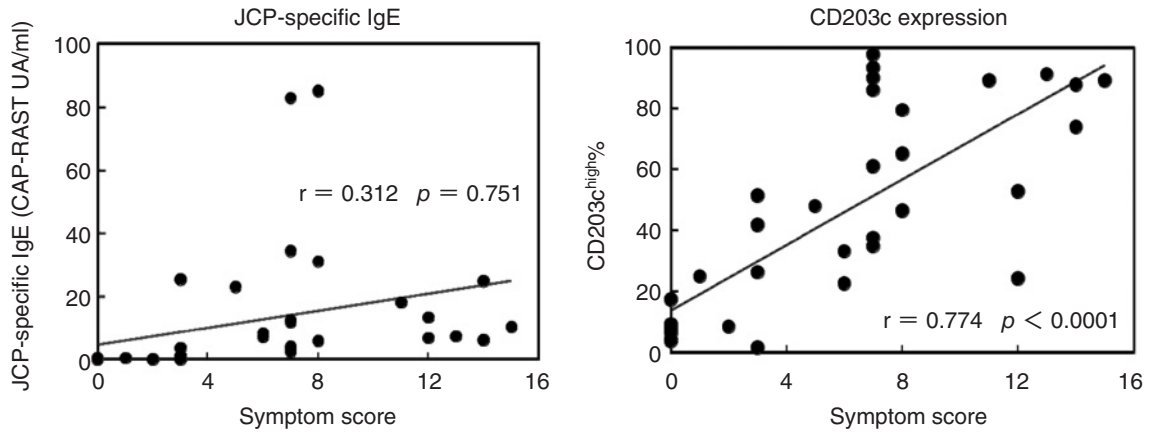 JCP-specific IgE
JCP-specific IgE (CAP-RAST UA/ml)
100
80
60
40
20
0
r = 0.312 p = 0.751
0 4 8 12 16
Symptom score
CD203c expression
CD203c^high%
100
80
60
40
20
0
r = 0.774 p < 0.0001
0 4 8 12 16
Symptom score